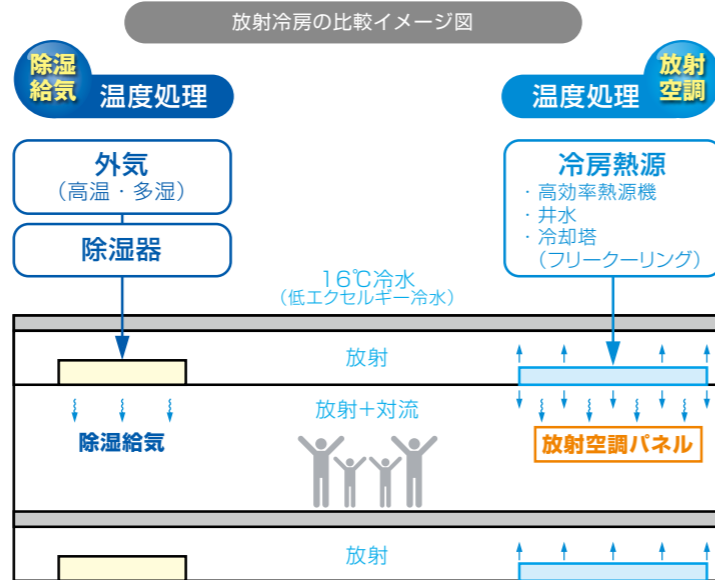 放射冷房の比較イメージ図
除湿
給気
温度処理
外気
（高温・多湿）
除湿器
温度処理
放射
空調
冷房熱源
・高効率熱源機
・井水
・冷却塔
（フリークーリング）
16℃冷水
（低エクセルギー冷水）
放射
放射＋対流
除湿給気
放射空調パネル
放射